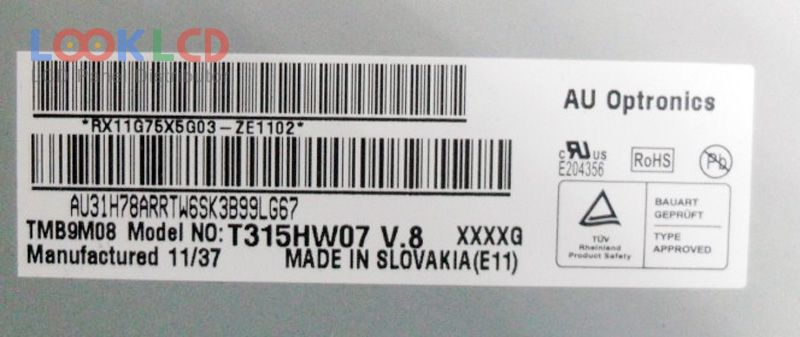 LOOKLCD
*RX11G75X5G03-ZE1102*
AU31H78ARRTW6SK3B99LG67
TMB9M08 Model NO: T315HW07 V.8 XXXXG
Manufactured 11/37 MADE IN SLOVAKIA(E11)
AU Optronics
c RU US
E204356
RoHS
Pb
TÜV
Rheinland
Product Safety
BAUART
GEPRÜFT
TYPE
APPROVED